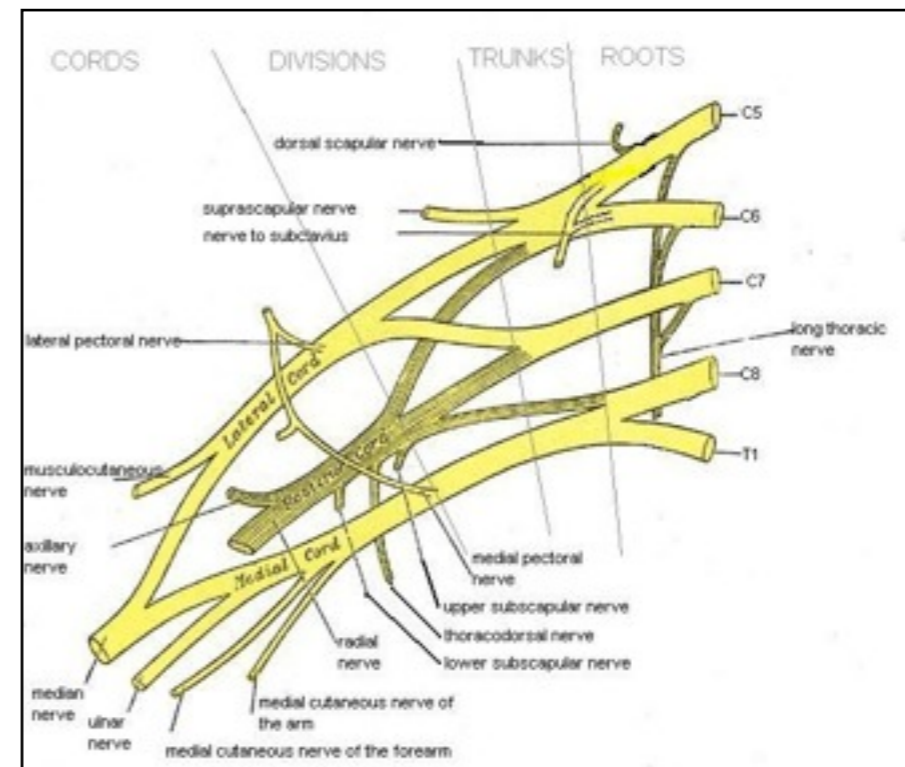 CORDS
DIVISIONS
TRUNKS
ROOTS
C5
dorsal scapular nerve
suprascapular nerve
C6
nerve to subclavius
C7
lateral pectoral nerve
long thoracic
nerve
C8
Lateral Cord
T1
musculocutaneous
nerve
Posterior Cord
axillary
nerve
Medial Cord
medial pectoral
nerve
upper subscapular nerve
thoracodorsal nerve
radial
nerve
lower subscapular nerve
median
nerve
ulnar
nerve
medial cutaneous nerve of
the arm
medial cutaneous nerve of the forearm